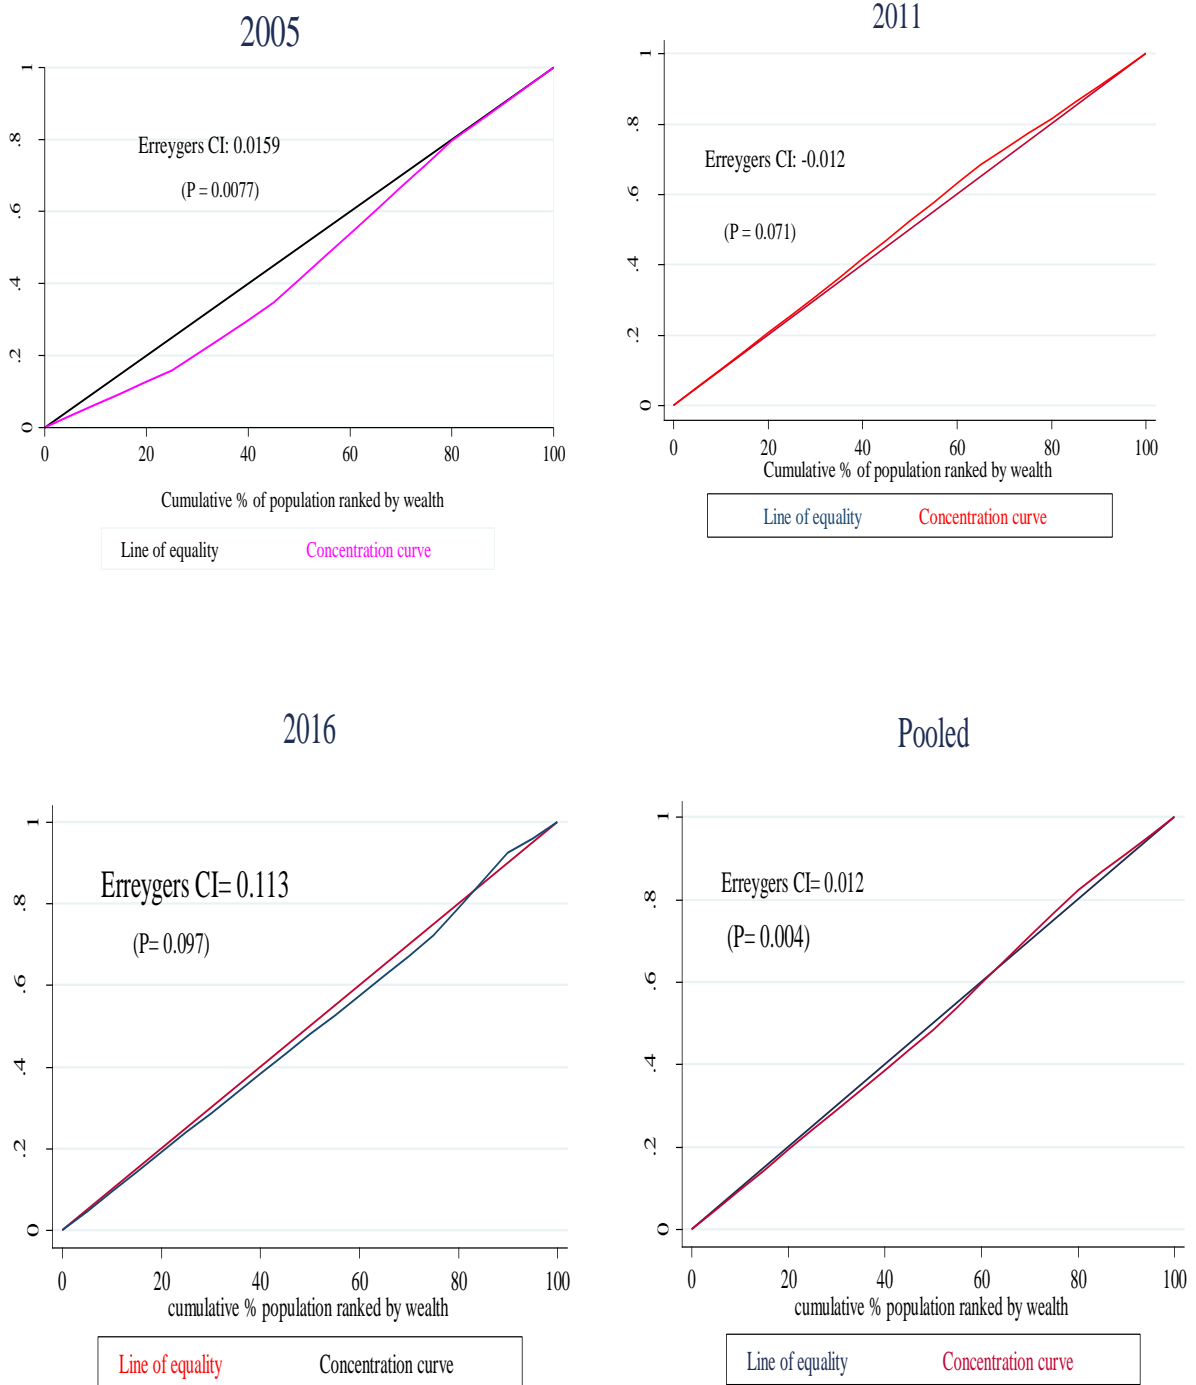 2005
1
.8
.6
.4
.2
0
Erreygers CI: 0.0159
(P = 0.0077)
0 20 40 60 80 100
Cumulative % of population ranked by wealth
Line of equality Concentration curve
2011
1
.8
.6
.4
.2
0
Erreygers CI: -0.012
(P = 0.071)
0 20 40 60 80 100
Cumulative % of population ranked by wealth
Line of equality Concentration curve
2016
1
.8
.6
.4
.2
0
Erreygers CI= 0.113
(P= 0.097)
0 20 40 60 80 100
cumulative % population ranked by wealth
Line of equality Concentration curve
Pooled
1
.8
.6
.4
.2
0
Erreygers CI= 0.012
(P= 0.004)
0 20 40 60 80 100
cumulative % population ranked by wealth
Line of equality Concentration curve